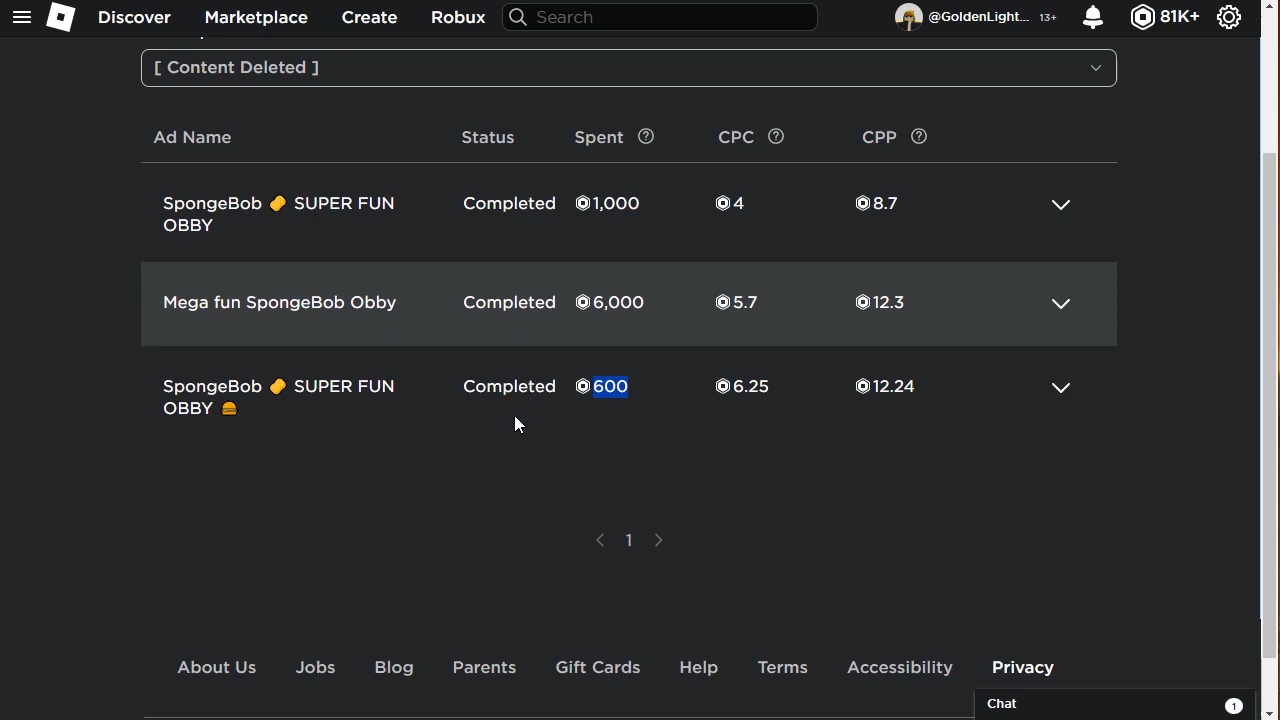 Discover Marketplace Create Robux Search @GoldenLight... 13+ 81K+
[ Content Deleted ]
Ad Name Status Spent ? CPC ? CPP ?
SpongeBob 🥜 SUPER FUN Completed 1,000 4 8.7
OBBY
Mega fun SpongeBob Obby Completed 6,000 5.7 12.3
SpongeBob 🥜 SUPER FUN Completed 600 6.25 12.24
OBBY 🍔
1
About Us Jobs Blog Parents Gift Cards Help Terms Accessibility Privacy
Chat 1